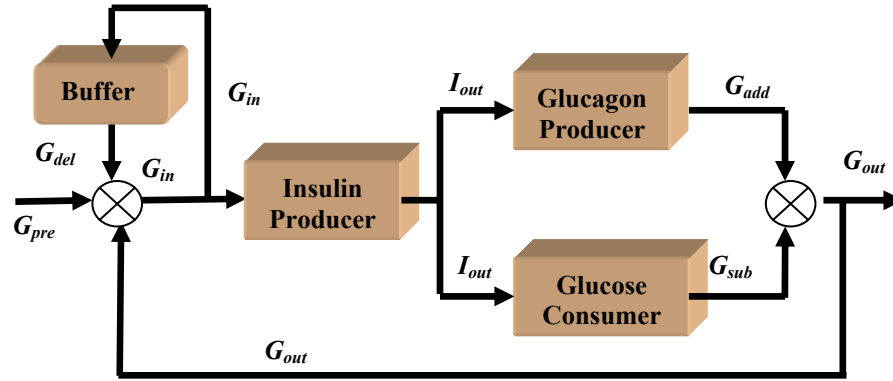 Buffer
G_in
G_del
G_in
G_pre
Insulin
Producer
I_out
I_out
Glucagon
Producer
Glucose
Consumer
G_add
G_sub
G_out
G_out